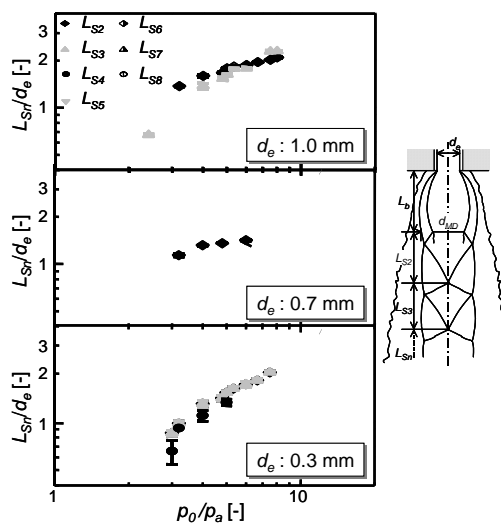 3
2
1
L_S2 L_S6
L_S3 L_S7
L_S4 L_S8
L_S5
L_Sn/d_e [-]
d_e : 1.0 mm
3
2
1
L_Sn/d_e [-]
d_e : 0.7 mm
3
2
1
L_Sn/d_e [-]
d_e : 0.3 mm
1 10
p_0/p_a [-]
d_e
L_b
d_MD
L_S2
L_S3
L_Sn